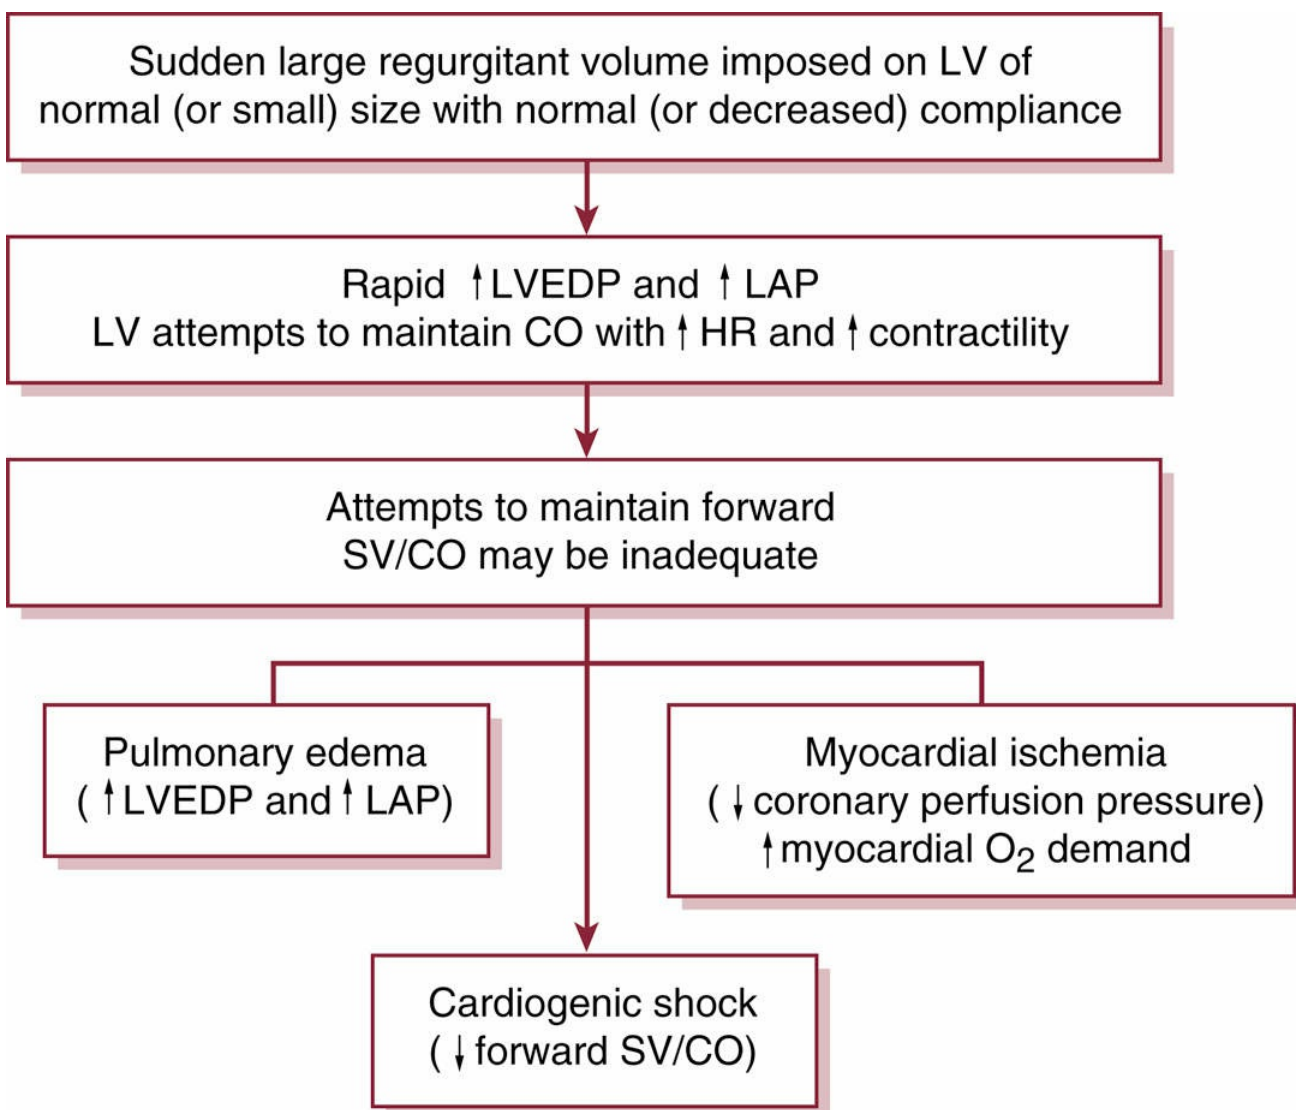 Sudden large regurgitant volume imposed on LV of
normal (or small) size with normal (or decreased) compliance
Rapid ↑LVEDP and ↑ LAP
LV attempts to maintain CO with ↑ HR and ↑ contractility
Attempts to maintain forward
SV/CO may be inadequate
Pulmonary edema
(↑LVEDP and ↑ LAP)
Myocardial ischemia
(↓ coronary perfusion pressure)
↑myocardial O₂ demand
Cardiogenic shock
(↓ forward SV/CO)